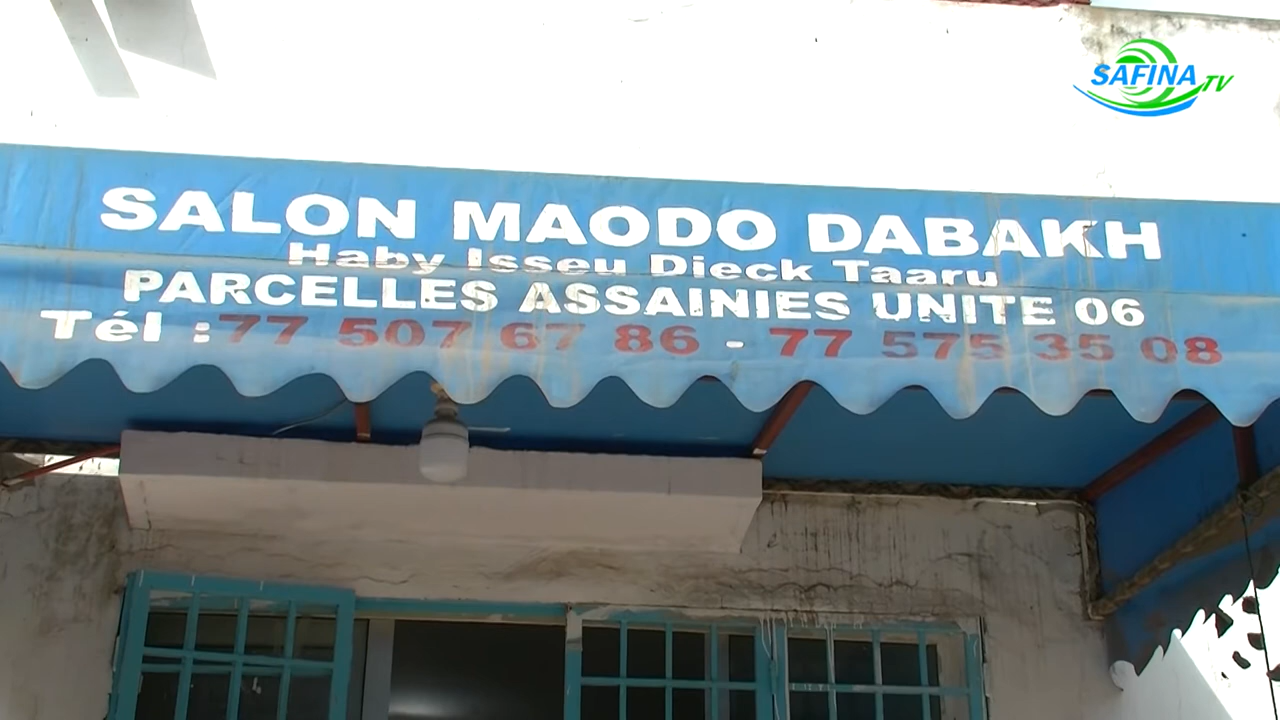 SAFINA TV
SALON MAODO DABAKH
Haby Isseu Dieck Taaru
PARCELLES ASSAINIES UNITE 06
Tél : 77 507 67 86 - 77 575 35 08